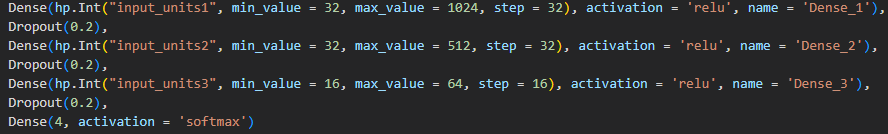 Dense(hp.Int("input_units1", min_value = 32, max_value = 1024, step = 32), activation = 'relu', name = 'Dense_1'),
Dropout(0.2),
Dense(hp.Int("input_units2", min_value = 32, max_value = 512, step = 32), activation = 'relu', name = 'Dense_2'),
Dropout(0.2),
Dense(hp.Int("input_units3", min_value = 16, max_value = 64, step = 16), activation = 'relu', name = 'Dense_3'),
Dropout(0.2),
Dense(4, activation = 'softmax')